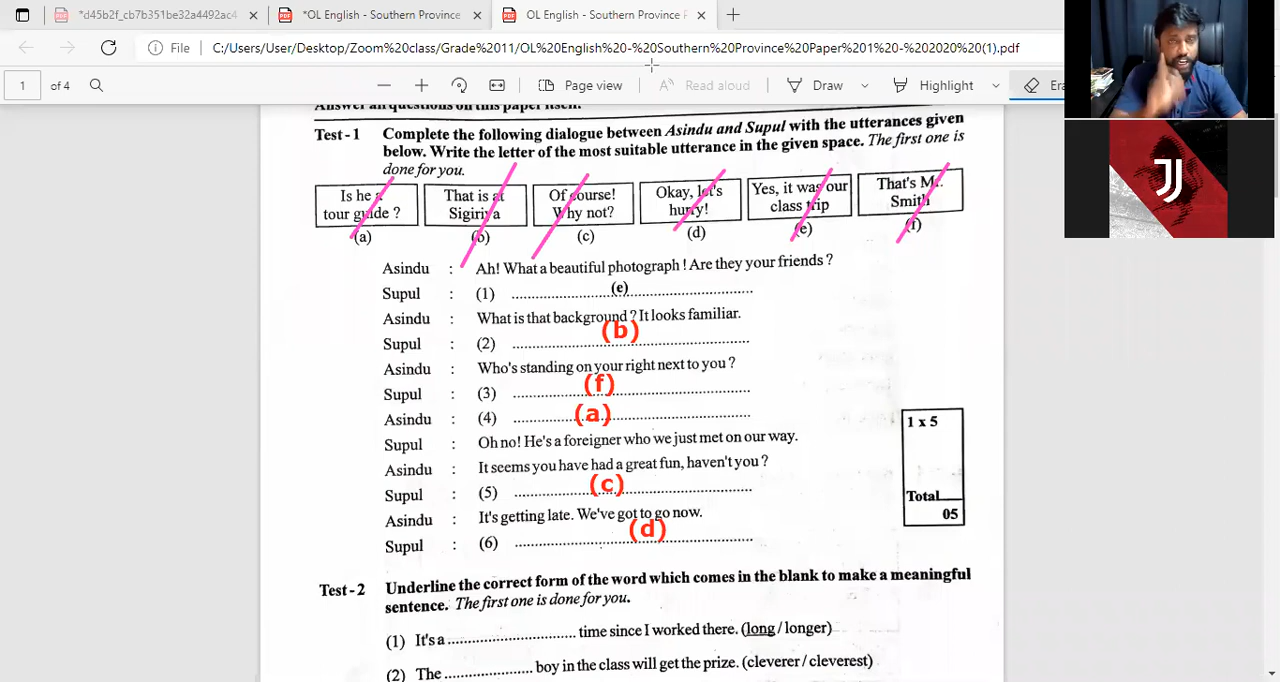 *d45b2f_cb7b351be32a4492ac4
*OL English - Southern Province
OL English - Southern Province P
File C:/Users/User/Desktop/Zoom%20class/Grade%2011/OL%20English%20-%20Southern%20Province%20Paper%201%20-%202020%20(1).pdf
1 of 4 Page view Read aloud Draw Highlight Era
Answer all questions on this paper itself.
Test - 1 Complete the following dialogue between Asindu and Supul with the utterances given
below. Write the letter of the most suitable utterance in the given space. The first one is
done for you.
Is he a
tour guide ?
(a)
That is at
Sigiriya
(b)
Of course!
Why not?
(c)
Okay, let's
hurry!
(d)
Yes, it was our
class trip
(e)
That's Mr.
Smith
(f)
Asindu : Ah! What a beautiful photograph ! Are they your friends ?
Supul : (1) .......... (e) ..........
Asindu : What is that background ? It looks familiar.
Supul : (2) .......... (b) ..........
Asindu : Who's standing on your right next to you ?
Supul : (3) .......... (f) ..........
Asindu : (4) .......... (a) ..........
Supul : Oh no! He's a foreigner who we just met on our way.
Asindu : It seems you have had a great fun, haven't you ?
Supul : (5) .......... (c) ..........
Asindu : It's getting late. We've got to go now.
Supul : (6) .......... (d) ..........
1 x 5
Total
05
Test - 2 Underline the correct form of the word which comes in the blank to make a meaningful
sentence. The first one is done for you.
(1) It's a .............................. time since I worked there. (long / longer)
(2) The ..................... boy in the class will get the prize. (cleverer / cleverest)